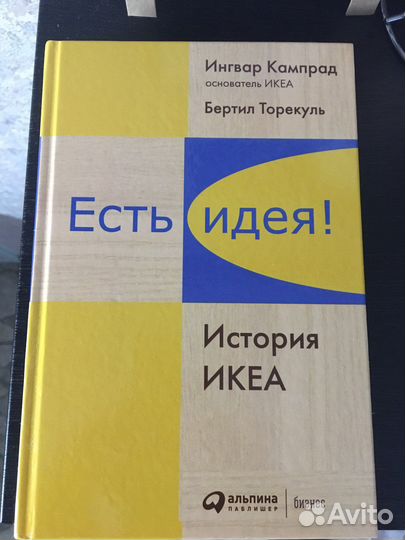 Ингвар Кампрад
основатель ИКЕА
Бертил Торекуль
Есть идея!
История
ИКЕА
альпина
ПАБЛИШЕР
бизнес
Avito